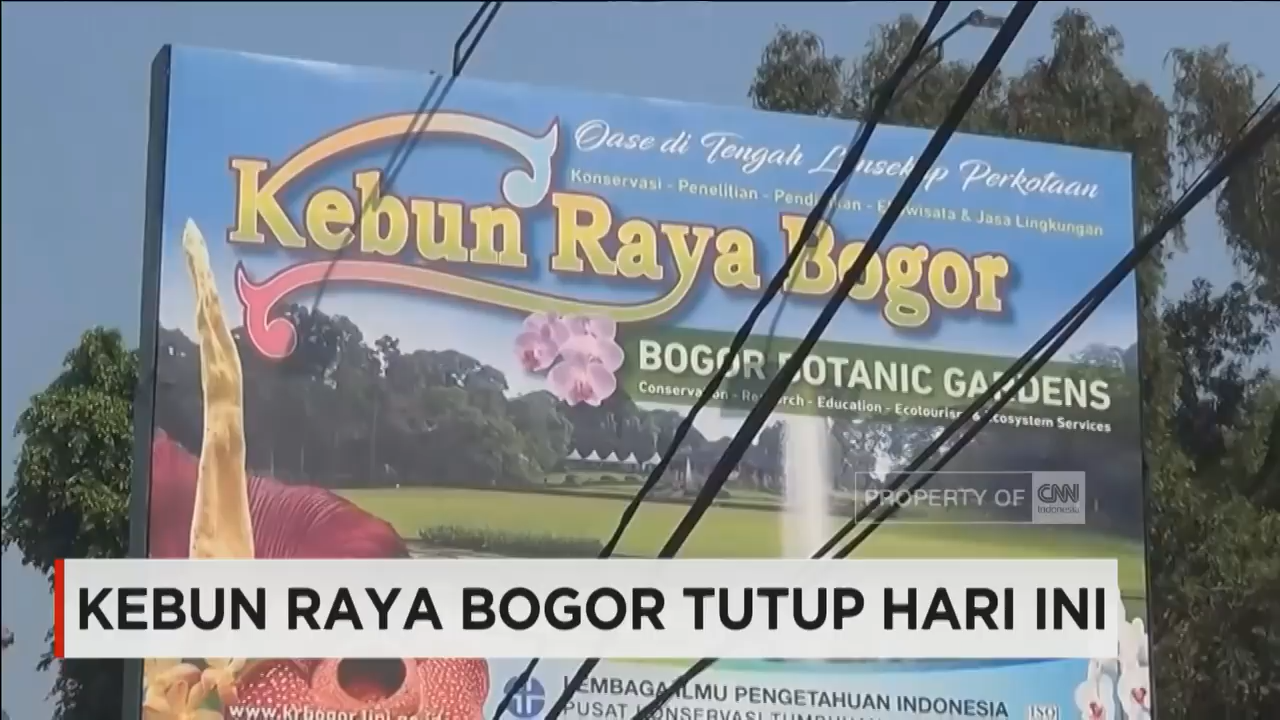 Oase di Tengah Lansekap Perkotaan
Konservasi - Penelitian - Pendidikan - Ekowisata & Jasa Lingkungan
Kebun Raya Bogor
BOGOR BOTANIC GARDENS
Conservation - Research - Education - Ecotourism & Ecosystem Services
PROPERTY OF CNN
Indonesia
KEBUN RAYA BOGOR TUTUP HARI INI
LEMBAGA ILMU PENGETAHUAN INDONESIA
PUSAT KONSERVASI
ISO